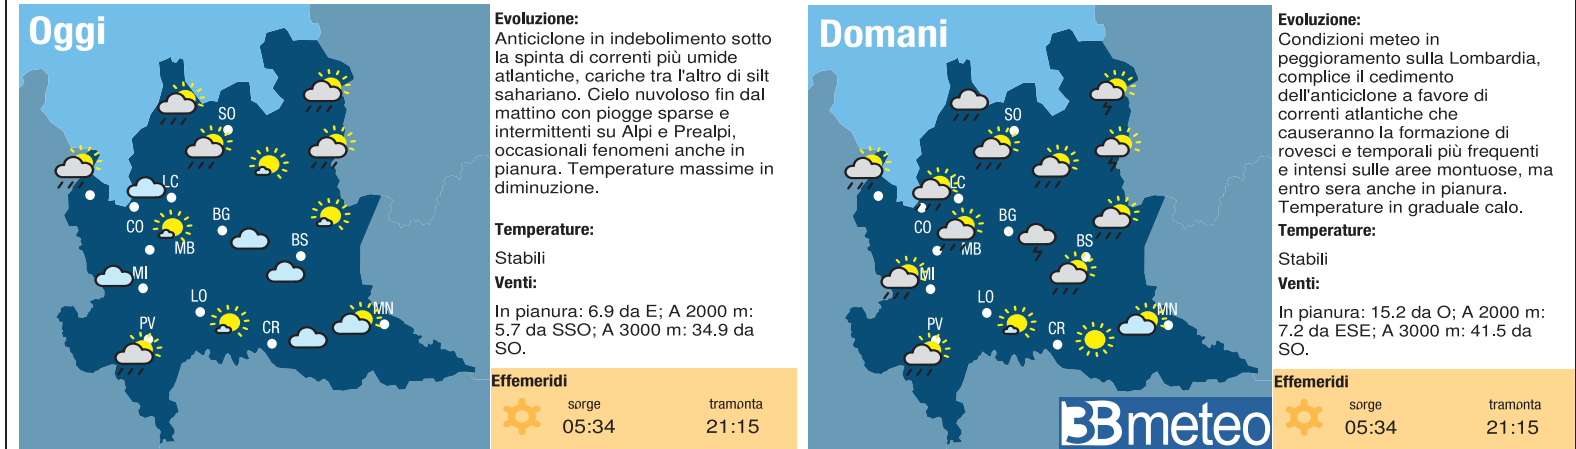 Oggi
SO
LC
CO
BG
MB
BS
MI
LO
MN
PV
CR
Evoluzione:
Anticiclone in indebolimento sotto
la spinta di correnti più umide
atlantiche, cariche tra l'altro di silt
sahariano. Cielo nuvoloso fin dal
mattino con piogge sparse e
intermittenti su Alpi e Prealpi,
occasionali fenomeni anche in
pianura. Temperature massime in
diminuzione.
Temperature:
Stabili
Venti:
In pianura: 6.9 da E; A 2000 m:
5.7 da SSO; A 3000 m: 34.9 da
SO.
Effemeridi
sorge tramonta
05:34 21:15
Domani
SO
LC
CO
BG
MB
BS
MI
LO
MN
PV
CR
3Bmeteo
Evoluzione:
Condizioni meteo in
peggioramento sulla Lombardia,
complice il cedimento
dell'anticiclone a favore di
correnti atlantiche che
causeranno la formazione di
rovesci e temporali più frequenti
e intensi sulle aree montuose, ma
entro sera anche in pianura.
Temperature in graduale calo.
Temperature:
Stabili
Venti:
In pianura: 15.2 da O; A 2000 m:
7.2 da ESE; A 3000 m: 41.5 da
SO.
Effemeridi
sorge tramonta
05:34 21:15